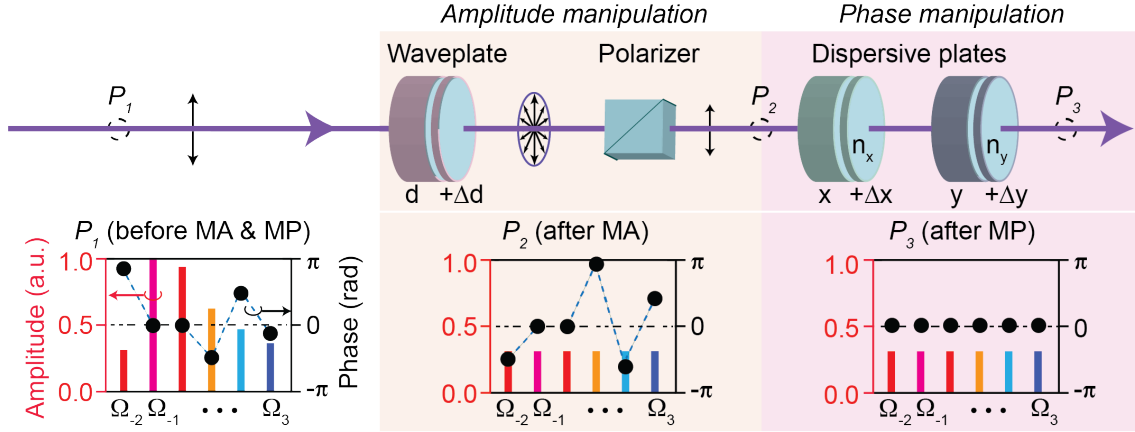 Amplitude manipulation
Phase manipulation
Waveplate
Polarizer
Dispersive plates
P1
P2
P3
nx
ny
d +Δd
x +Δx
y +Δy
P1 (before MA & MP)
P2 (after MA)
P3 (after MP)
Amplitude (a.u.)
1.0
0.5
0.0
π
0
-π
Phase (rad)
Ω-2 Ω-1 ••• Ω3
1.0
0.5
0.0
π
0
-π
Ω-2 Ω-1 ••• Ω3
1.0
0.5
0.0
π
0
-π
Ω-2 Ω-1 ••• Ω3